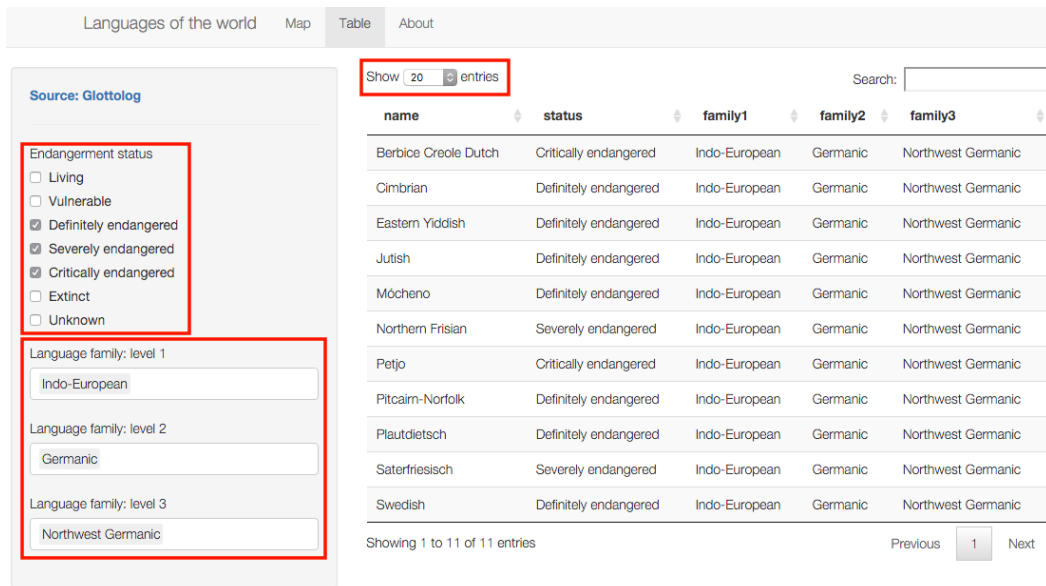 Languages of the world Map Table About
Source: Glottolog
Endangerment status
Living
Vulnerable
Definitely endangered
Severely endangered
Critically endangered
Extinct
Unknown
Language family: level 1
Indo-European
Language family: level 2
Germanic
Language family: level 3
Northwest Germanic
Show 20 entries
Search:
name status family1 family2 family3
Berbice Creole Dutch Critically endangered Indo-European Germanic Northwest Germanic
Cimbrian Definitely endangered Indo-European Germanic Northwest Germanic
Eastern Yiddish Definitely endangered Indo-European Germanic Northwest Germanic
Jutish Definitely endangered Indo-European Germanic Northwest Germanic
Mócheno Definitely endangered Indo-European Germanic Northwest Germanic
Northern Frisian Severely endangered Indo-European Germanic Northwest Germanic
Petjo Critically endangered Indo-European Germanic Northwest Germanic
Pitcairn-Norfolk Definitely endangered Indo-European Germanic Northwest Germanic
Plautdietsch Definitely endangered Indo-European Germanic Northwest Germanic
Saterfriesisch Severely endangered Indo-European Germanic Northwest Germanic
Swedish Definitely endangered Indo-European Germanic Northwest Germanic
Showing 1 to 11 of 11 entries
Previous 1 Next